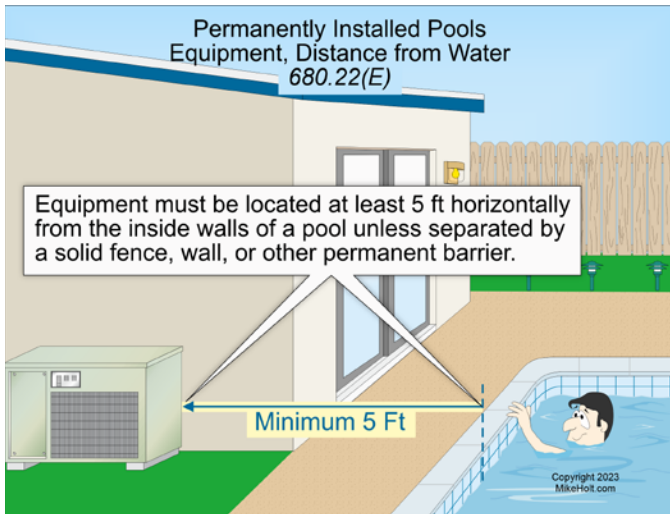 Permanently Installed Pools
Equipment, Distance from Water
680.22(E)
Equipment must be located at least 5 ft horizontally
from the inside walls of a pool unless separated by
a solid fence, wall, or other permanent barrier.
Minimum 5 Ft
Copyright 2023
MikeHolt.com